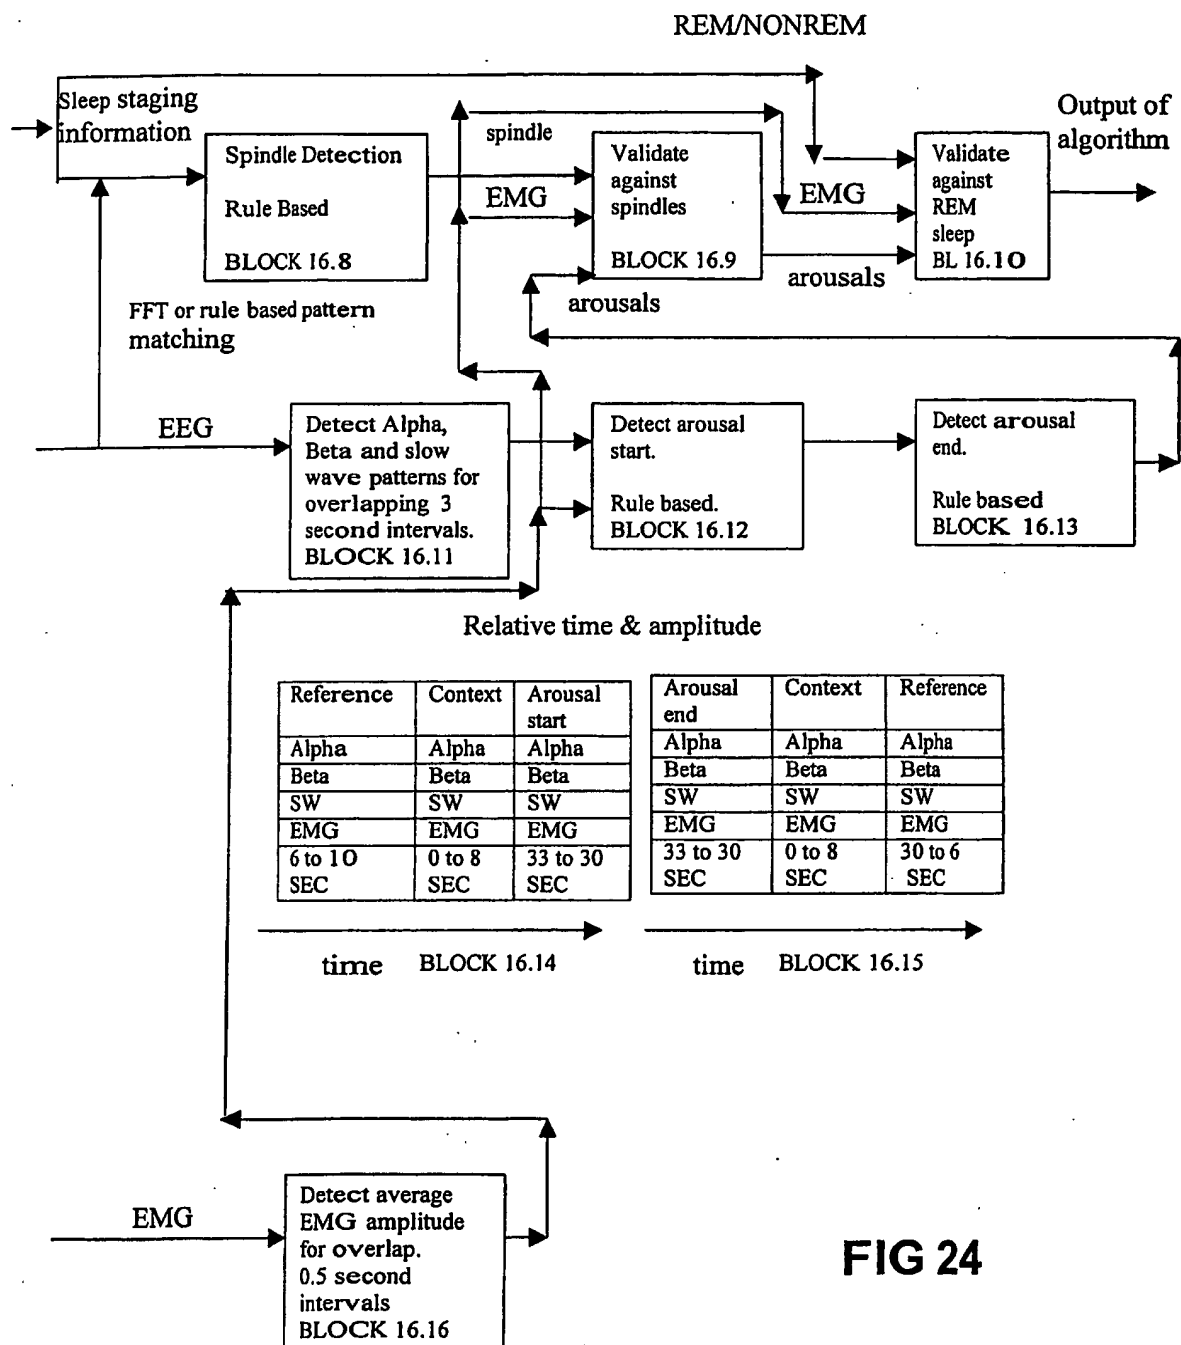 REM/NONREM
Sleep staging
information
Output of
algorithm
spindle
Spindle Detection
Rule Based
BLOCK 16.8
EMG
Validate
against
spindles
BLOCK 16.9
EMG
Validate
against
REM
sleep
BL 16.10
arousals
arousals
FFT or rule based pattern
matching
EEG
Detect Alpha,
Beta and slow
wave patterns for
overlapping 3
second intervals.
BLOCK 16.11
Detect arousal
start.
Rule based.
BLOCK 16.12
Detect arousal
end.
Rule based
BLOCK 16.13
Relative time & amplitude
Reference Context Arousal
start
Alpha Alpha Alpha
Beta Beta Beta
SW SW SW
EMG EMG EMG
6 to 10 0 to 8 33 to 30
SEC SEC SEC
time BLOCK 16.14
Arousal Context Reference
end
Alpha Alpha Alpha
Beta Beta Beta
SW SW SW
EMG EMG EMG
33 to 30 0 to 8 30 to 6
SEC SEC SEC
time BLOCK 16.15
EMG
Detect average
EMG amplitude
for overlap.
0.5 second
intervals
BLOCK 16.16
FIG 24